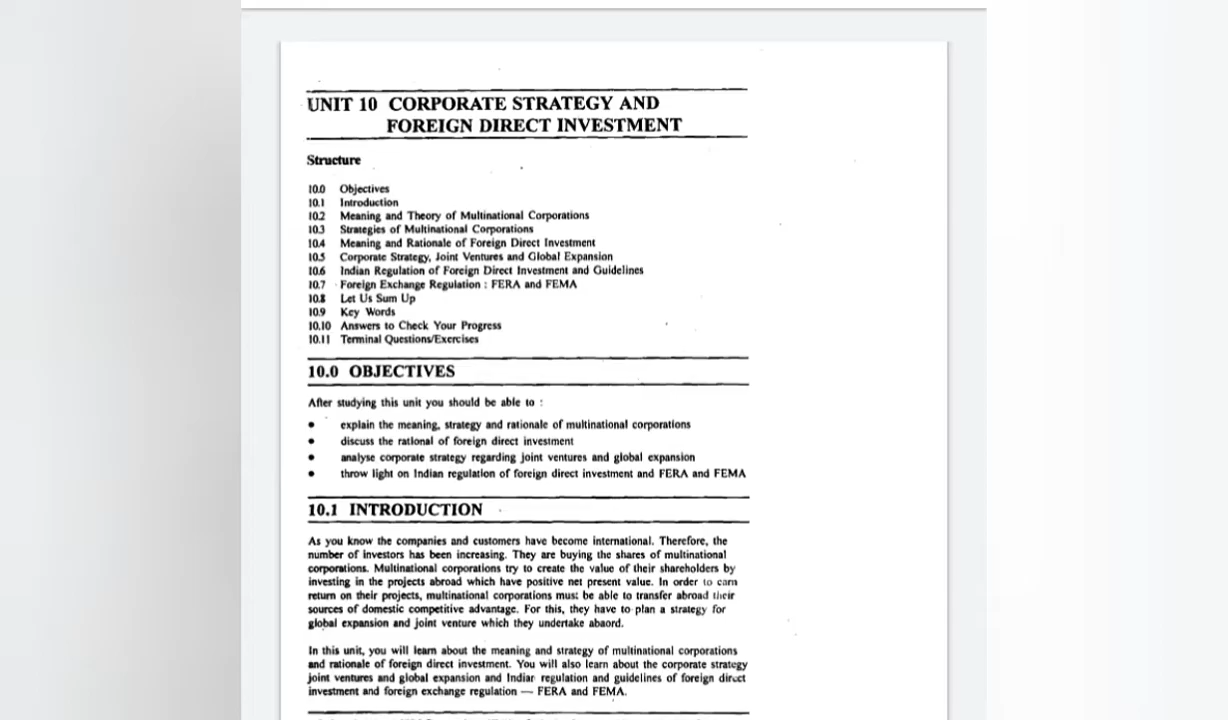 UNIT 10 CORPORATE STRATEGY AND
FOREIGN DIRECT INVESTMENT
Structure
10.0 Objectives
10.1 Introduction
10.2 Meaning and Theory of Multinational Corporations
10.3 Strategies of Multinational Corporations
10.4 Meaning and Rationale of Foreign Direct Investment
10.5 Corporate Strategy, Joint Ventures and Global Expansion
10.6 Indian Regulation of Foreign Direct Investment and Guidelines
10.7 Foreign Exchange Regulation : FERA and FEMA
10.8 Let Us Sum Up
10.9 Key Words
10.10 Answers to Check Your Progress
10.11 Terminal Questions/Exercises
10.0 OBJECTIVES
After studying this unit you should be able to :
• explain the meaning, strategy and rationale of multinational corporations
• discuss the rational of foreign direct investment
• analyse corporate strategy regarding joint ventures and global expansion
• throw light on Indian regulation of foreign direct investment and FERA and FEMA
10.1 INTRODUCTION
As you know the companies and customers have become international. Therefore, the
number of investors has been increasing. They are buying the shares of multinational
corporations. Multinational corporations try to create the value of their shareholders by
investing in the projects abroad which have positive net present value. In order to earn
return on their projects, multinational corporations must be able to transfer abroad their
sources of domestic competitive advantage. For this, they have to plan a strategy for
global expansion and joint venture which they undertake abaord.
In this unit, you will learn about the meaning and strategy of multinational corporations
and rationale of foreign direct investment. You will also learn about the corporate strategy
joint ventures and global expansion and Indian regulation and guidelines of foreign direct
investment and foreign exchange regulation — FERA and FEMA.